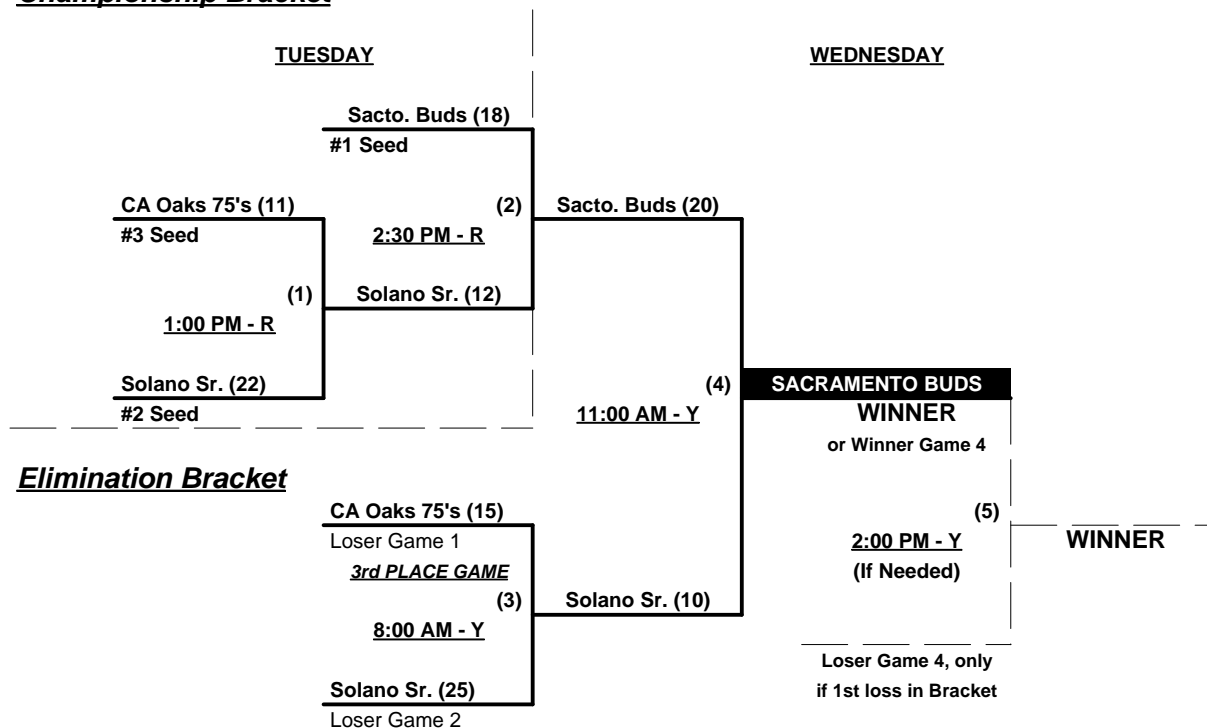 Championship Bracket
TUESDAY
WEDNESDAY
Sacto. Buds (18)
#1 Seed
CA Oaks 75's (11)
(2)
Sacto. Buds (20)
#3 Seed
2:30 PM - R
(1)
Solano Sr. (12)
1:00 PM - R
Solano Sr. (22)
(4)
SACRAMENTO BUDS
#2 Seed
11:00 AM - Y
WINNER
or Winner Game 4
Elimination Bracket
CA Oaks 75's (15)
(5)
Loser Game 1
2:00 PM - Y
WINNER
3rd PLACE GAME
(If Needed)
(3)
Solano Sr. (10)
8:00 AM - Y
Loser Game 4, only
if 1st loss in Bracket
Solano Sr. (25)
Loser Game 2